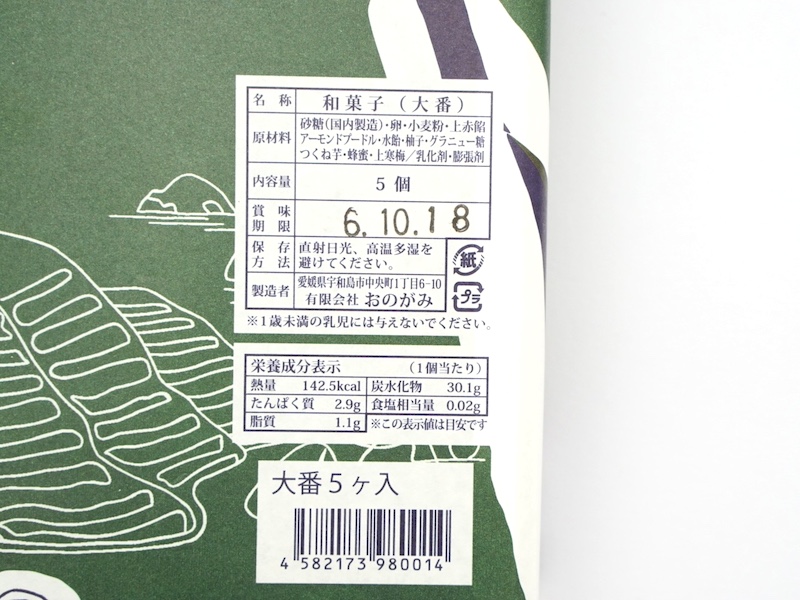 名 称 和菓子（大番）
原材料 砂糖（国内製造）・卵・小麦粉・上赤餡
アーモンドプードル・水飴・柚子・グラニュー糖
つくね芋・蜂蜜・上寒梅／乳化剤・膨張剤
内容量 5個
賞味期限 6.10.18
保存方法 直射日光、高温多湿を
避けてください。
製造者 愛媛県宇和島市中央町1丁目6-10
有限会社 おのがみ
紙
プラ
※1歳未満の乳児には与えないでください。
栄養成分表示 （1個当たり）
熱量 142.5kcal 炭水化物 30.1g
たんぱく質 2.9g 食塩相当量 0.02g
脂質 1.1g ※この表示値は目安です
大番5ヶ入
4 582173 980014